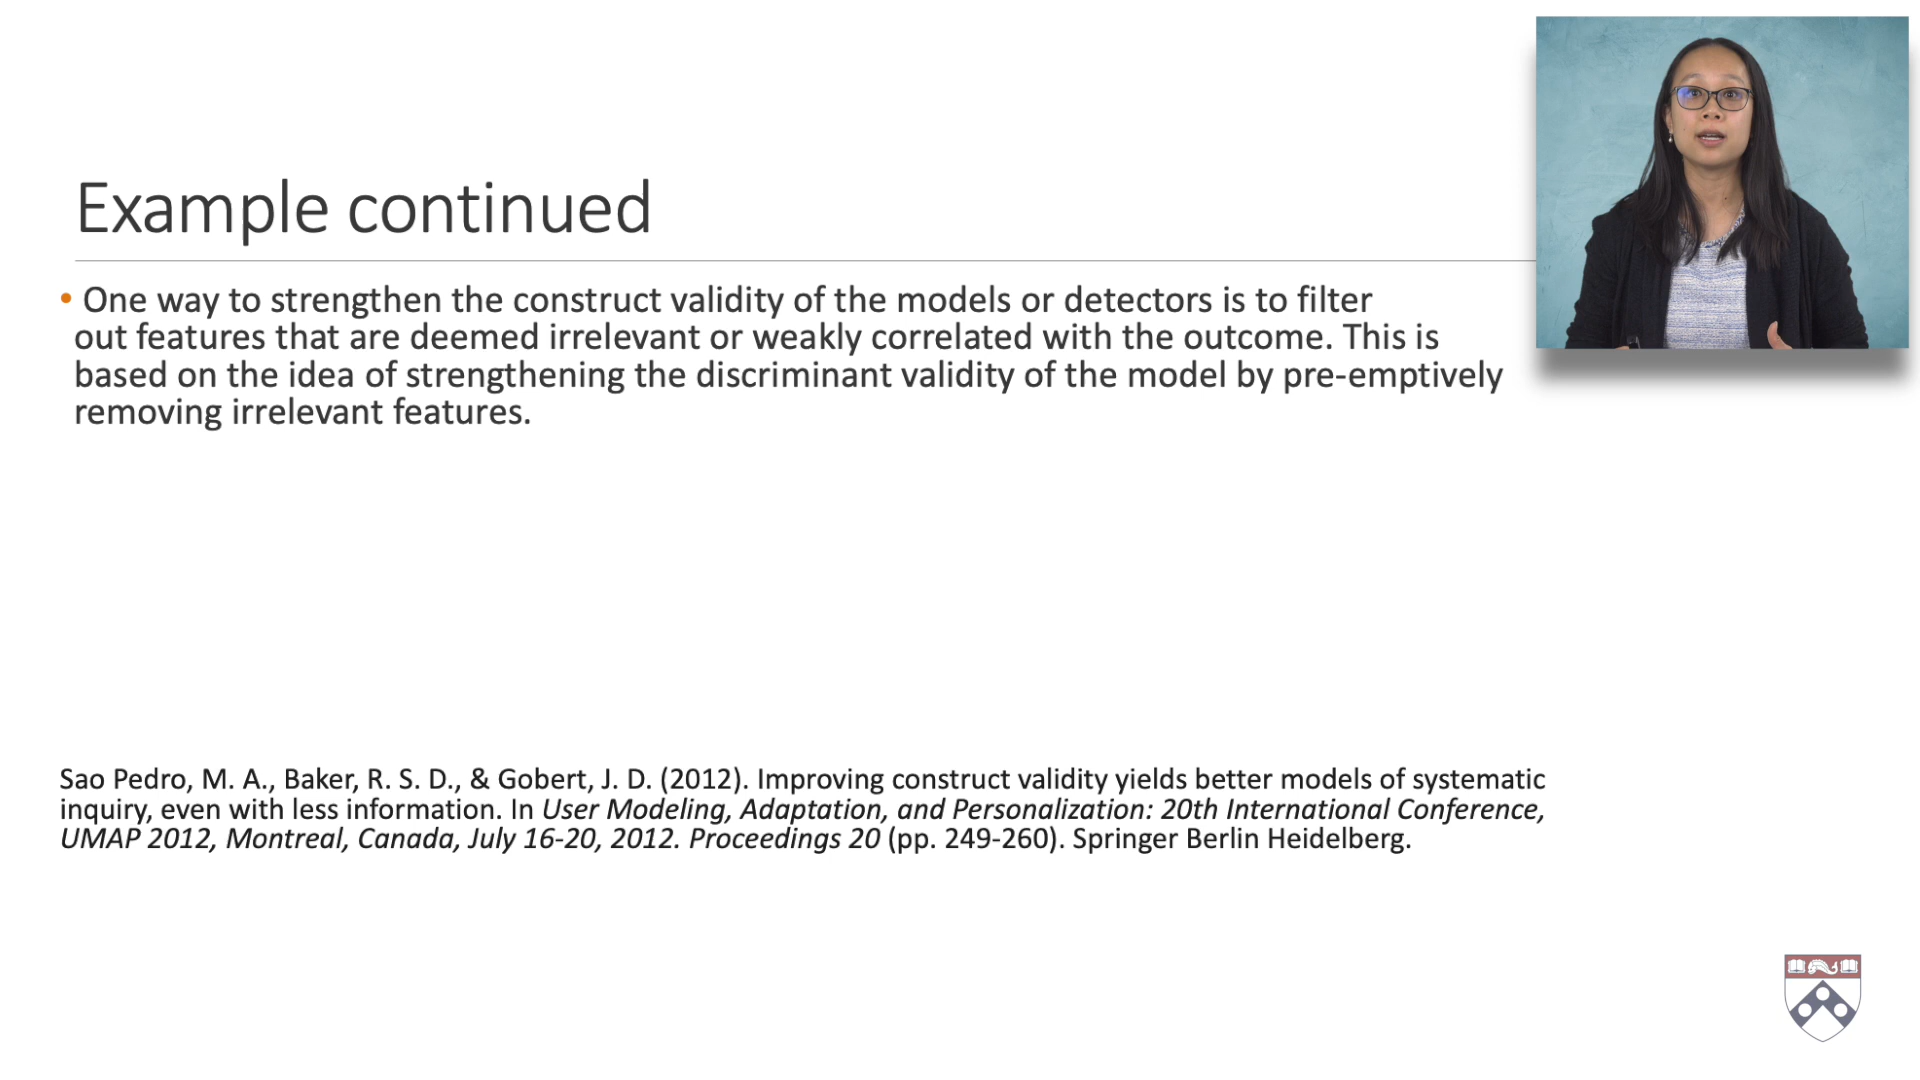 Example continued
• One way to strengthen the construct validity of the models or detectors is to filter
out features that are deemed irrelevant or weakly correlated with the outcome. This is
based on the idea of strengthening the discriminant validity of the model by pre-emptively
removing irrelevant features.
Sao Pedro, M. A., Baker, R. S. D., & Gobert, J. D. (2012). Improving construct validity yields better models of systematic
inquiry, even with less information. In User Modeling, Adaptation, and Personalization: 20th International Conference,
UMAP 2012, Montreal, Canada, July 16-20, 2012. Proceedings 20 (pp. 249-260). Springer Berlin Heidelberg.